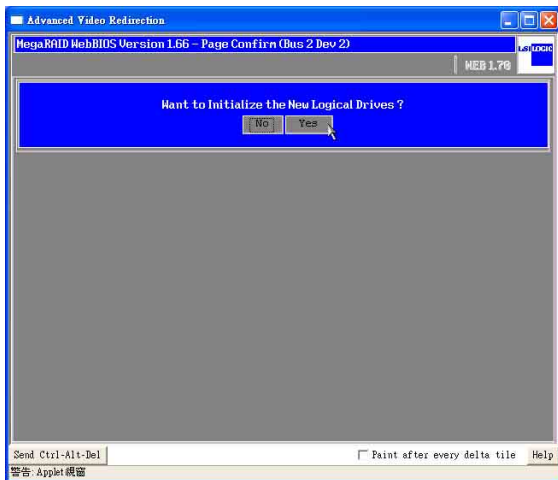 Advanced Video Redirection
MegaRAID WebBIOS Version 1.66 - Page Confirm (Bus 2 Dev 2)
LSI LOGIC
WEB 1.70
Want to Initialize the New Logical Drives ?
No Yes
Send Ctrl-Alt-Del Paint after every delta tile Help
警告: Applet 視窗